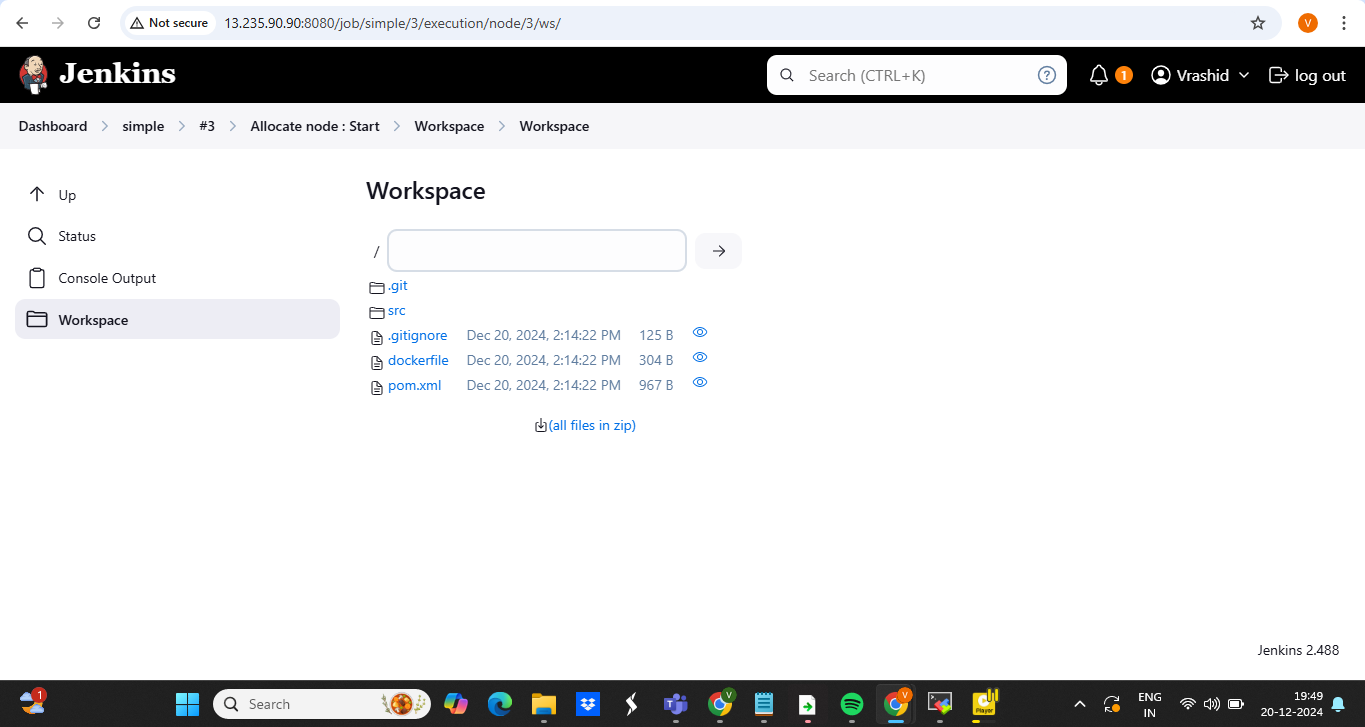 Not secure
13.235.90.90:8080/job/simple/3/execution/node/3/ws/
V
Jenkins
Search (CTRL+K)
?
1
Vrashid
log out
Dashboard
simple
#3
Allocate node : Start
Workspace
Workspace
Up
Status
Console Output
Workspace
Workspace
/
.git
src
.gitignore Dec 20, 2024, 2:14:22 PM 125 B
dockerfile Dec 20, 2024, 2:14:22 PM 304 B
pom.xml Dec 20, 2024, 2:14:22 PM 967 B
(all files in zip)
Jenkins 2.488
1
Search
V
V
Player
ENG
IN
19:49
20-12-2024